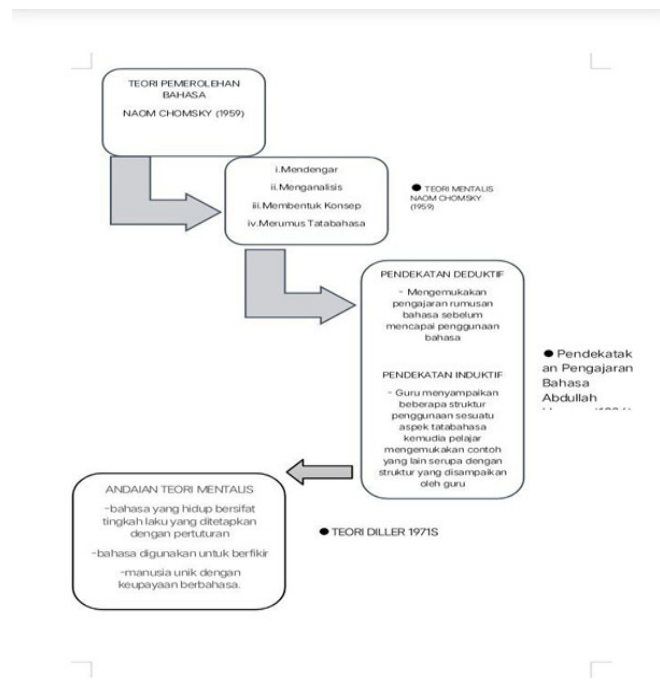 TEORI PEMEROLEHAN
BAHASA
NAOM CHOMSKY (1959)
i.Mendengar
ii.Menganalisis
iii.Membentuk Konsep
iv.Merumus Tatabahasa
● TEORI MENTALIS
NAOM CHOMSKY
(1959)
PENDEKATAN DEDUKTIF
- Mengemukakan
pengajaran rumusan
bahasa sebelum
mencapai penggunaan
bahasa
PENDEKATAN INDUKTIF
- Guru menyampaikan
beberapa struktur
penggunaan sesuatu
aspek tatabahasa
kemudia pelajar
mengemukakan contoh
yang lain serupa dengan
struktur yang disampaikan
oleh guru
● Pendekatak
an Pengajaran
Bahasa
Abdullah
ANDAIAN TEORI MENTALIS
-bahasa yang hidup bersifat
tingkah laku yang ditetapkan
dengan pertuturan
-bahasa digunakan untuk berfikir
-manusia unik dengan
keupayaan berbahasa.
● TEORI DILLER 1971S